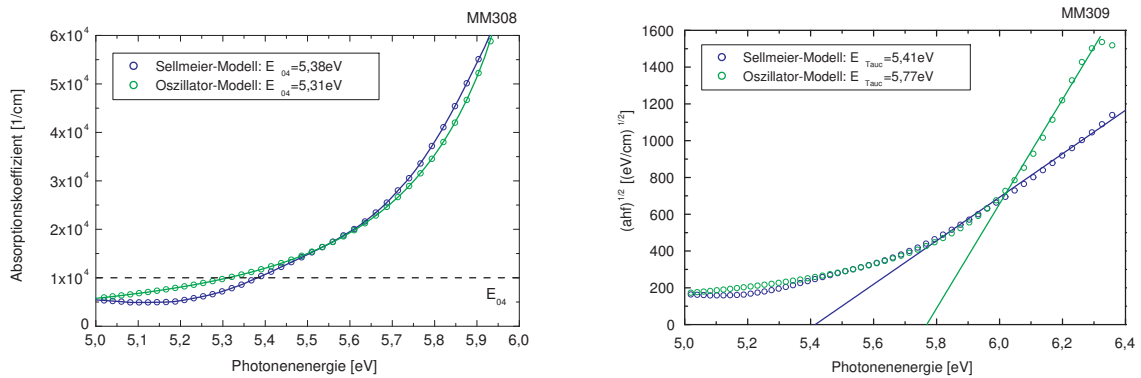 MM308
Sellmeier-Modell: E 04=5,38eV
Oszillator-Modell: E 04=5,31eV
Absorptionskoeffizient [1/cm]
6x10^4
5x10^4
4x10^4
3x10^4
2x10^4
1x10^4
0
E04
5,0 5,1 5,2 5,3 5,4 5,5 5,6 5,7 5,8 5,9 6,0
Photonenenergie [eV]
MM309
Sellmeier-Modell: E Tauc=5,41eV
Oszillator-Modell: E Tauc=5,77eV
(ahf)^1/2 [(eV/cm)^1/2]
1600
1400
1200
1000
800
600
400
200
0
5,0 5,2 5,4 5,6 5,8 6,0 6,2 6,4
Photonenenergie [eV]